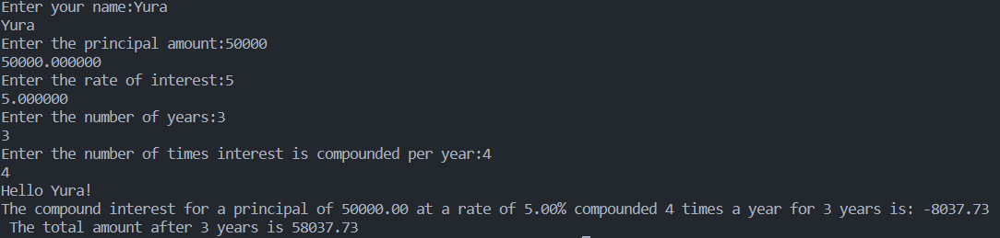 Enter your name:Yura
Yura
Enter the principal amount:50000
50000.000000
Enter the rate of interest:5
5.000000
Enter the number of years:3
3
Enter the number of times interest is compounded per year:4
4
Hello Yura!
The compound interest for a principal of 50000.00 at a rate of 5.00% compounded 4 times a year for 3 years is: -8037.73
 The total amount after 3 years is 58037.73